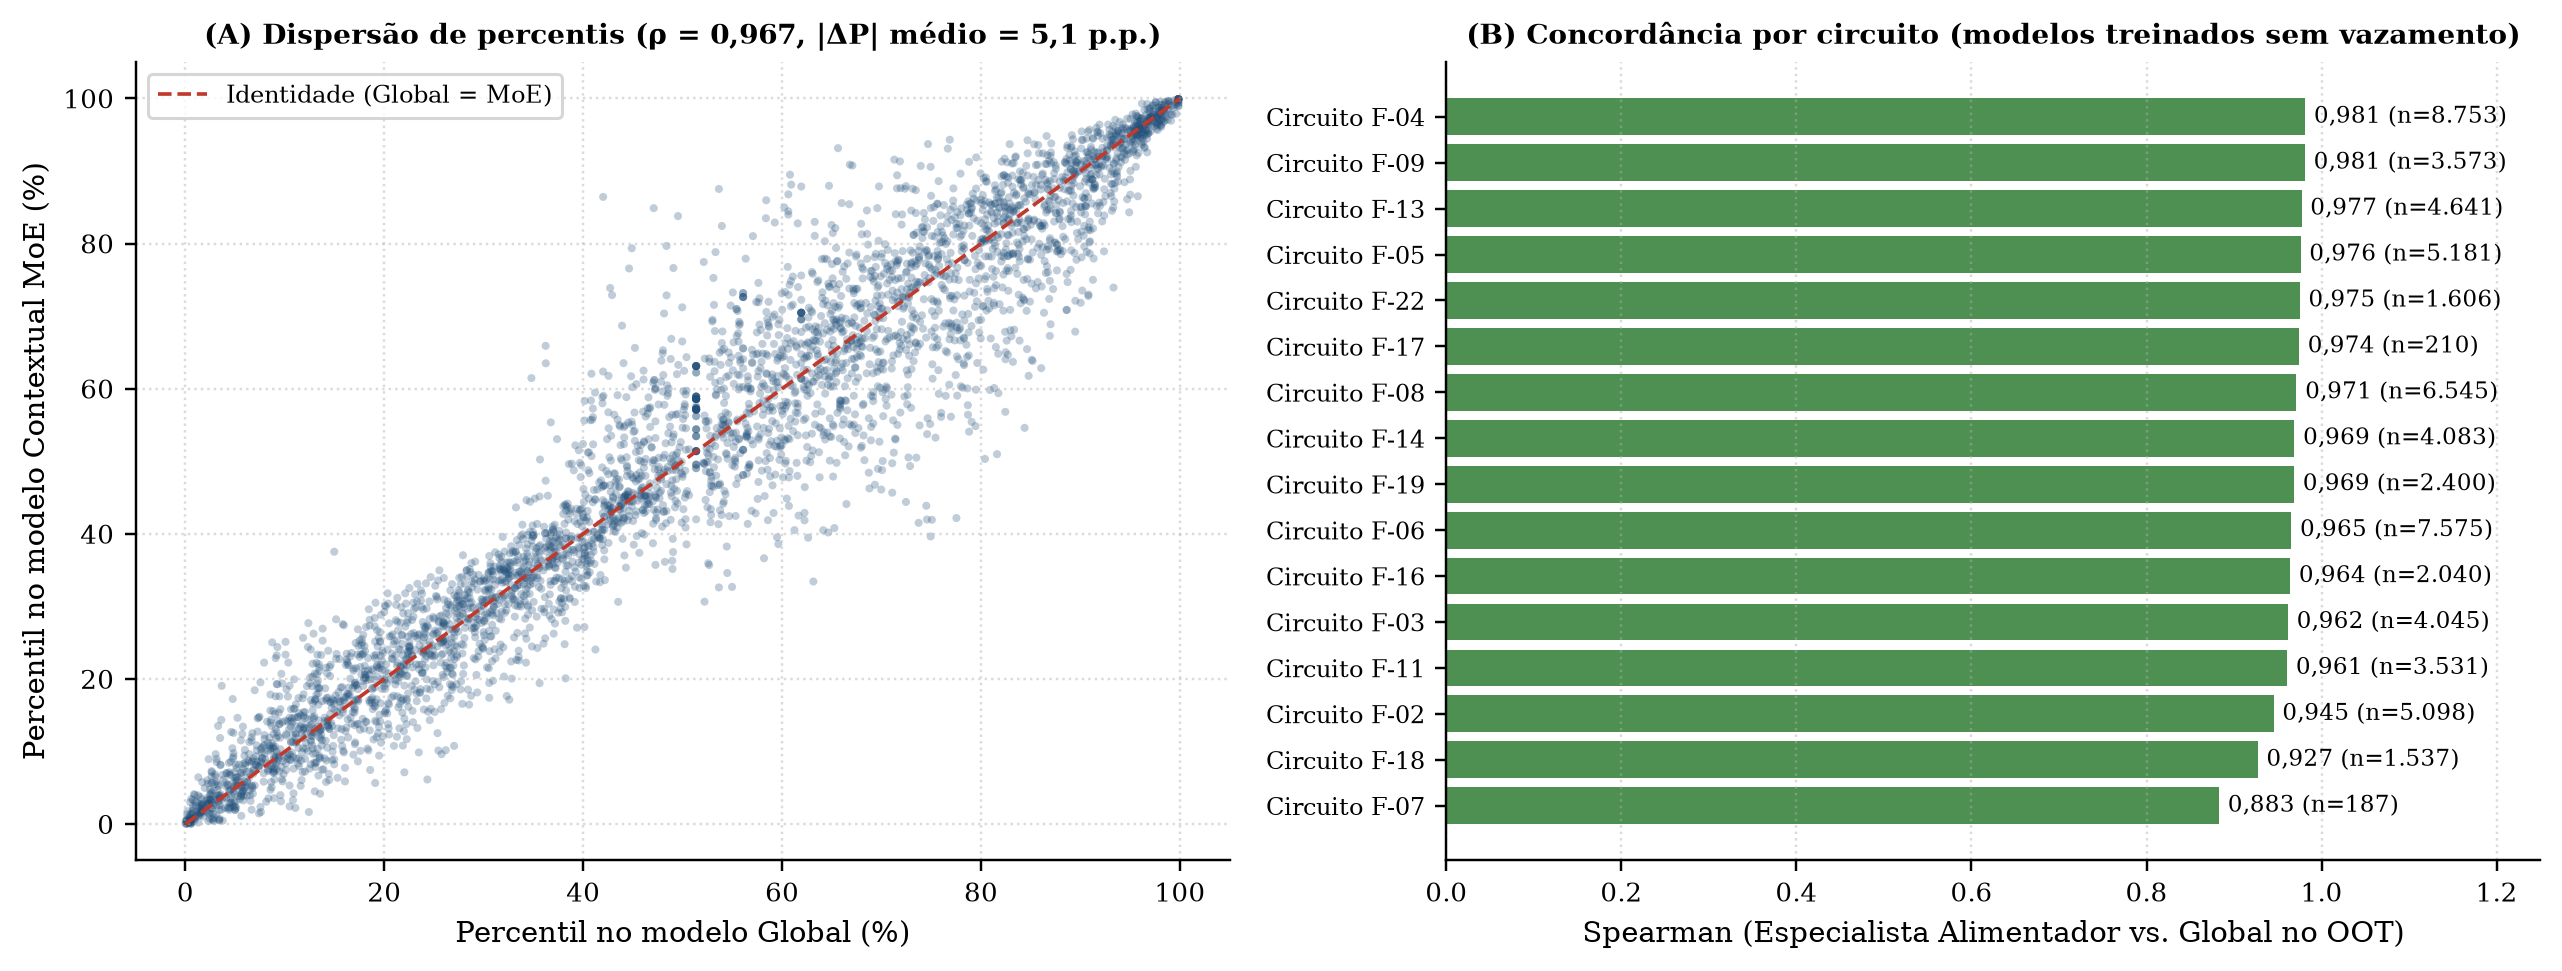 (A) Dispersão de percentis (ρ = 0,967, |ΔP| médio = 5,1 p.p.)
Identidade (Global = MoE)
Percentil no modelo Contextual MoE (%)
100
80
60
40
20
0
0 20 40 60 80 100
Percentil no modelo Global (%)
(B) Concordância por circuito (modelos treinados sem vazamento)
Circuito F-04 0,981 (n=8.753)
Circuito F-09 0,981 (n=3.573)
Circuito F-13 0,977 (n=4.641)
Circuito F-05 0,976 (n=5.181)
Circuito F-22 0,975 (n=1.606)
Circuito F-17 0,974 (n=210)
Circuito F-08 0,971 (n=6.545)
Circuito F-14 0,969 (n=4.083)
Circuito F-19 0,969 (n=2.400)
Circuito F-06 0,965 (n=7.575)
Circuito F-16 0,964 (n=2.040)
Circuito F-03 0,962 (n=4.045)
Circuito F-11 0,961 (n=3.531)
Circuito F-02 0,945 (n=5.098)
Circuito F-18 0,927 (n=1.537)
Circuito F-07 0,883 (n=187)
0.0 0.2 0.4 0.6 0.8 1.0 1.2
Spearman (Especialista Alimentador vs. Global no OOT)